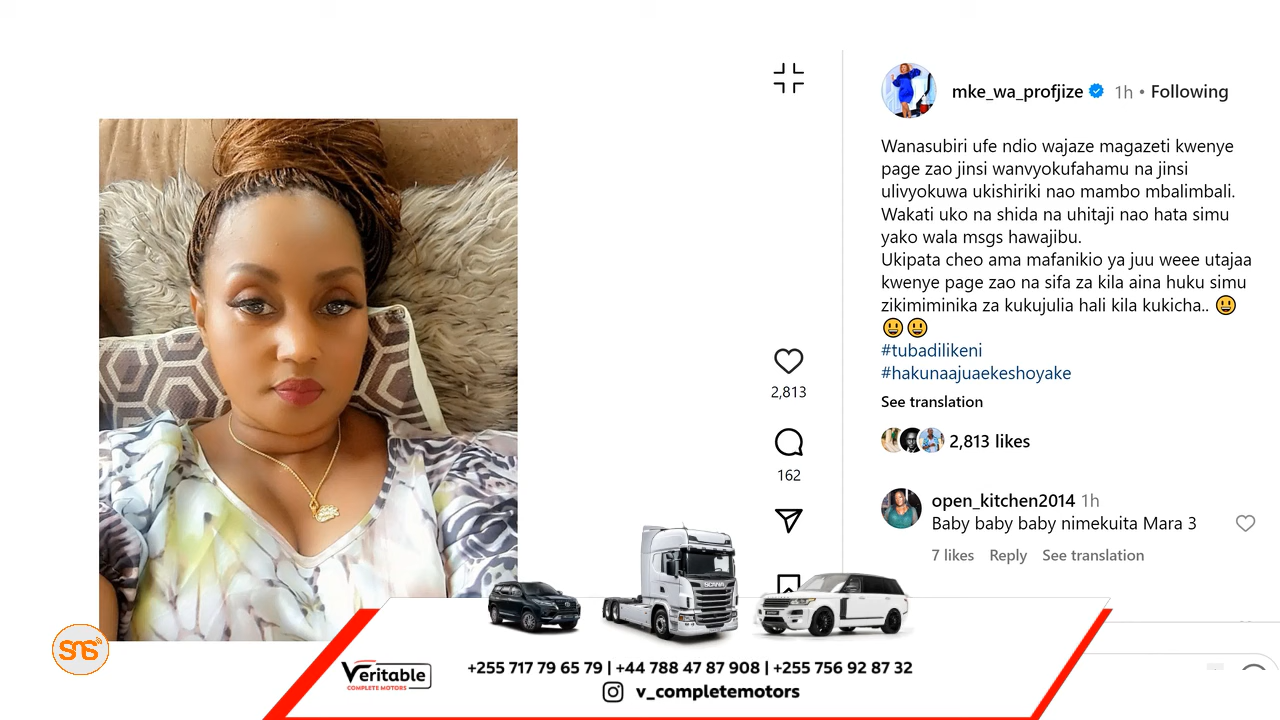 mke_wa_profjize 1h • Following
Wanasubiri ufe ndio wajaze magazeti kwenye
page zao jinsi wanvyokufahamu na jinsi
ulivyokuwa ukishiriki nao mambo mbalimbali.
Wakati uko na shida na uhitaji nao hata simu
yako wala msgs hawajibu.
Ukipata cheo ama mafanikio ya juu weee utajaa
kwenye page zao na sifa za kila aina huku simu
zikimiminika za kukujulia hali kila kukicha.. 😃
😃😃
#tubadilikeni
#hakunaajuaekeshoyake
See translation
2,813 likes
open_kitchen2014 1h
Baby baby baby nimekuita Mara 3
7 likes Reply See translation
2,813
162
SCANIA
sns
Veritable
COMPLETE MOTORS
+255 717 79 65 79 | +44 788 47 87 908 | +255 756 92 87 32
v_completemotors